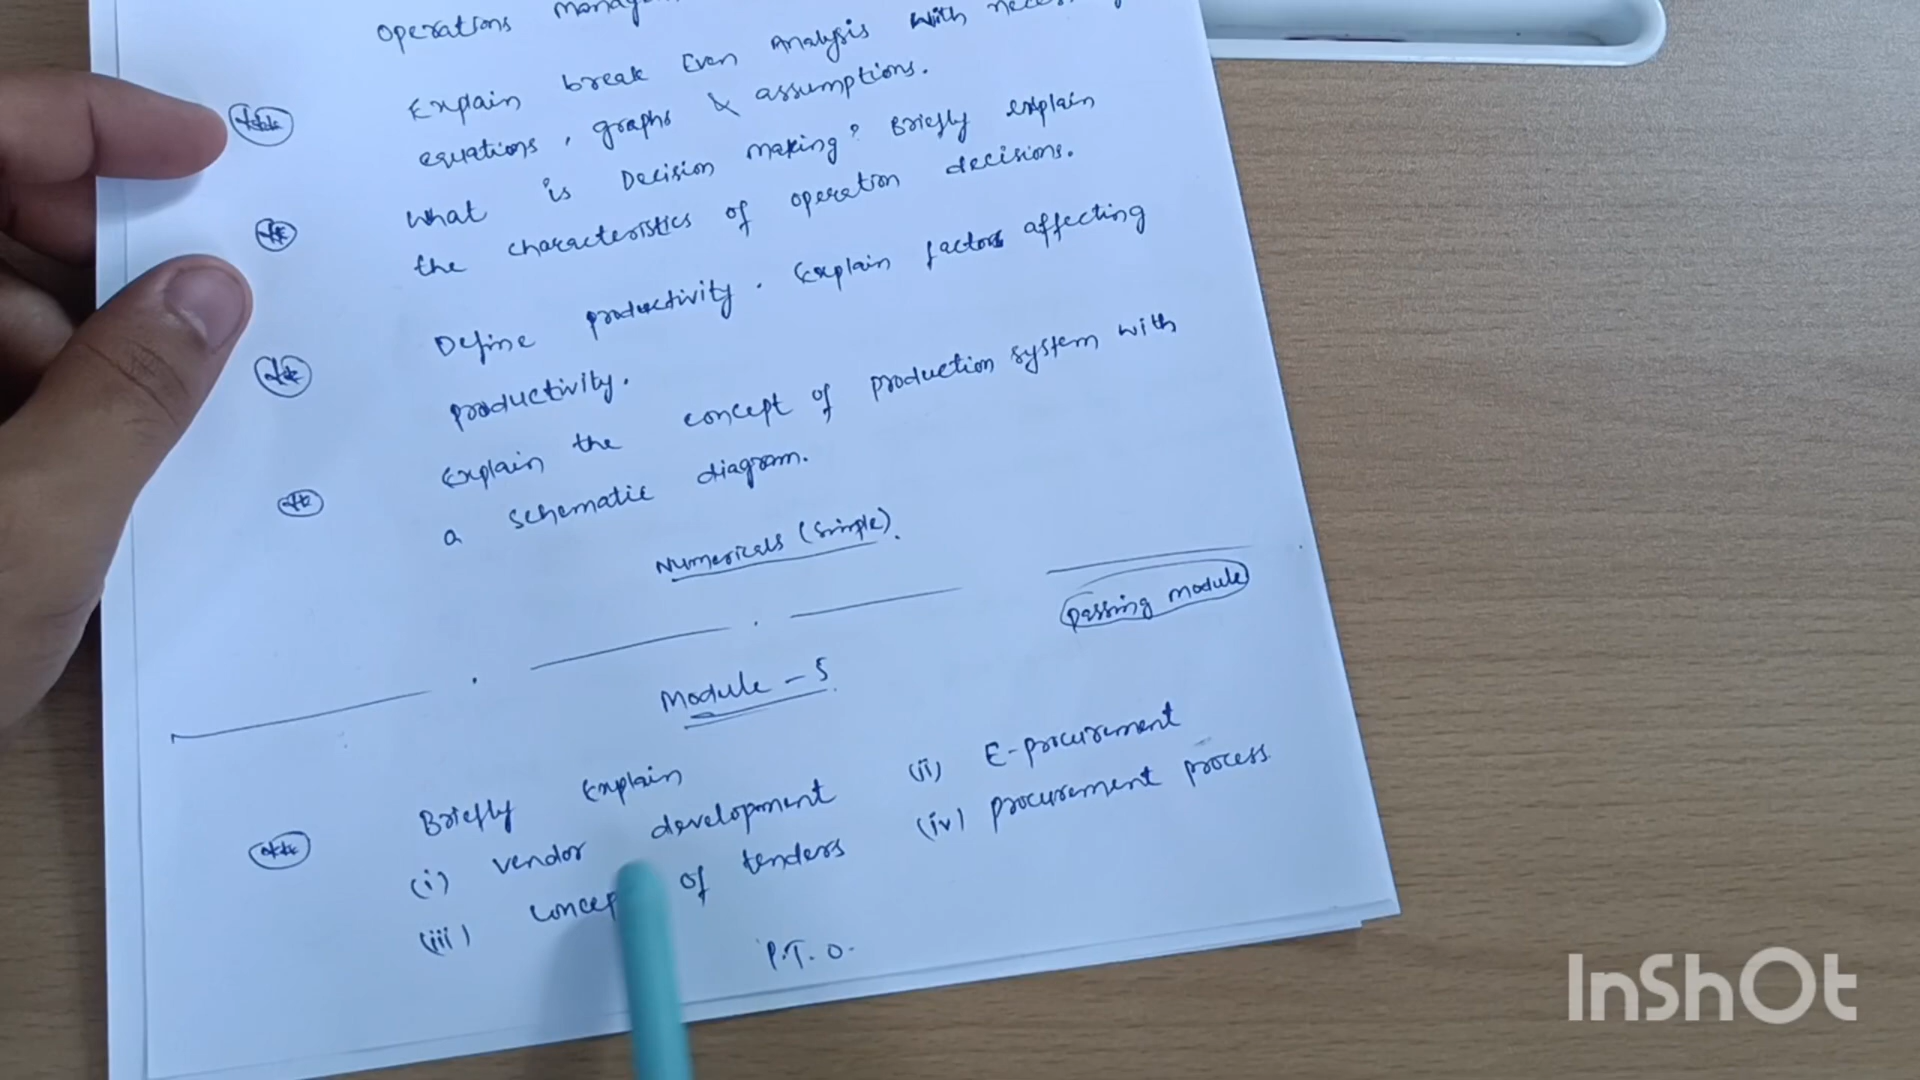 operations
Explain break Even Analysis with
equations, graphs & assumptions.
What is Decision making? Briefly explain
the characteristics of operation decisions.
Define productivity. Explain factors affecting
productivity.
Explain the concept of production system with
a schematic diagram.
Numericals (Simple).
passing module
Module - 5
Briefly Explain
(i) vendor development (ii) E-procurement
(iii) concept of tenders (iv) procurement process.
P.T.O.
InShOt